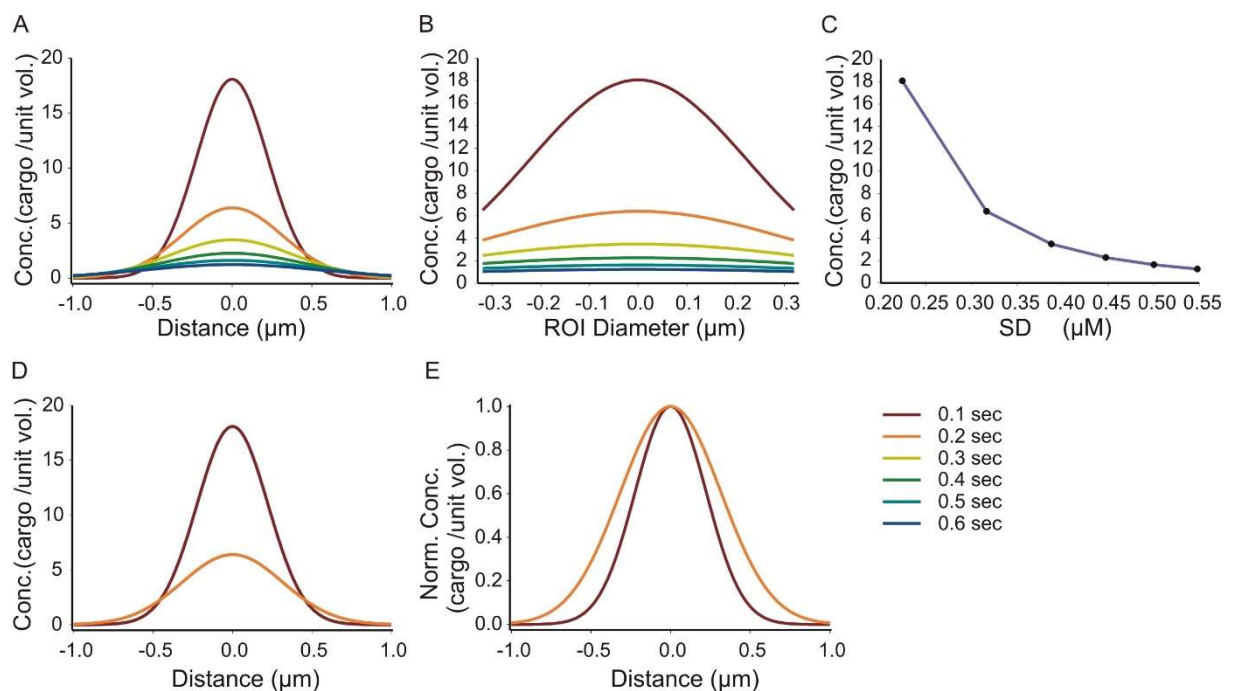 A
Conc.(cargo /unit vol.)
20
15
10
5
0
-1.0 -0.5 0.0 0.5 1.0
Distance (μm)
B
Conc.(cargo /unit vol.)
20
18
16
14
12
10
8
6
4
2
0
-0.3 -0.2 -0.1 0.0 0.1 0.2 0.3
ROI Diameter (μm)
C
Conc.(cargo /unit vol.)
20
18
16
14
12
10
8
6
4
2
0
0.20 0.25 0.30 0.35 0.40 0.45 0.50 0.55
SD (μM)
D
Conc.(cargo /unit vol.)
20
15
10
5
0
-1.0 -0.5 0.0 0.5 1.0
Distance (μm)
E
Norm. Conc.
(cargo /unit vol.)
1.0
0.8
0.6
0.4
0.2
0.0
-1.0 -0.5 0.0 0.5 1.0
Distance (μm)
0.1 sec
0.2 sec
0.3 sec
0.4 sec
0.5 sec
0.6 sec